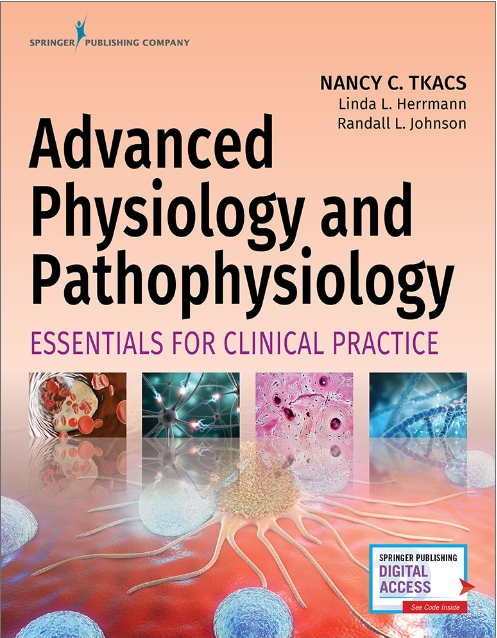 SPRINGER PUBLISHING COMPANY
NANCY C. TKACS
Linda L. Herrmann
Randall L. Johnson
Advanced
Physiology and
Pathophysiology
ESSENTIALS FOR CLINICAL PRACTICE
SPRINGER PUBLISHING
DIGITAL
ACCESS
See Code Inside